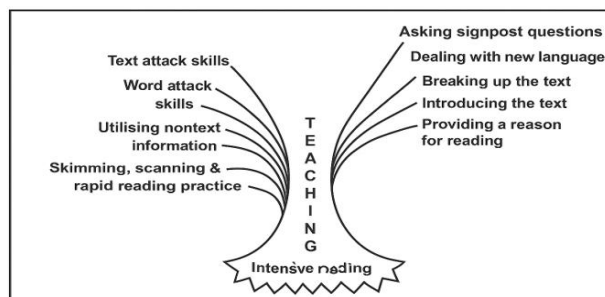 Text attack skills
Word attack
skills
Utilising nontext
information
Skimming, scanning &
rapid reading practice
TEACHING
Asking signpost questions
Dealing with new language
Breaking up the text
Introducing the text
Providing a reason
for reading
Intensive